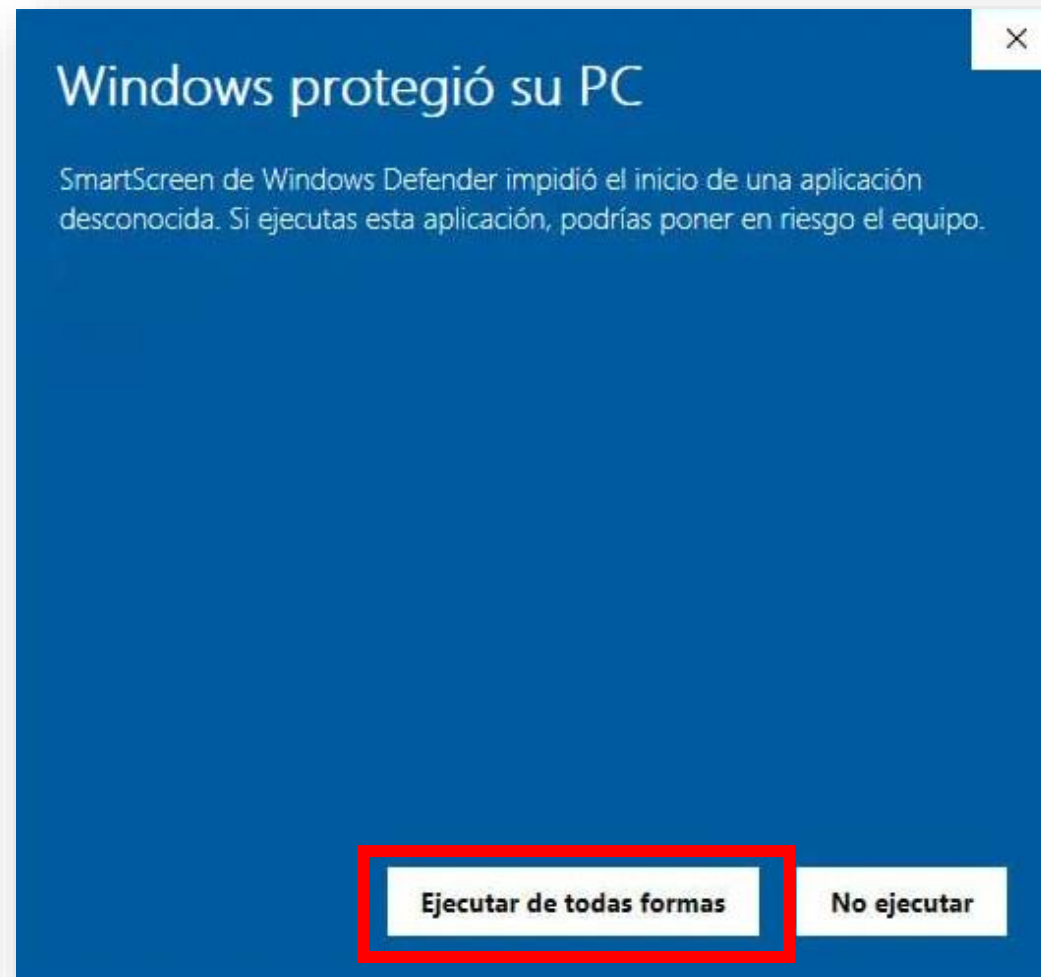 Windows protegió su PC
SmartScreen de Windows Defender impidió el inicio de una aplicación
desconocida. Si ejecutas esta aplicación, podrías poner en riesgo el equipo.
Ejecutar de todas formas
No ejecutar